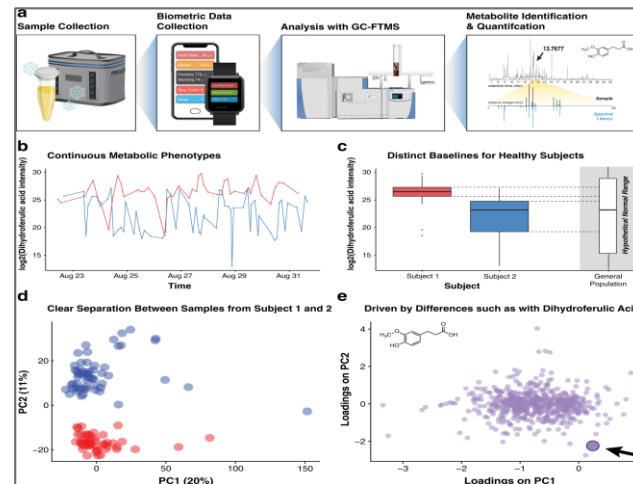 a
Sample Collection
Biometric Data
Collection
Analysis with GC-FTMS
Metabolite Identification
& Quantifcation
13.7677
Sample
Spectral
Library
b
Continuous Metabolic Phenotypes
log2(Dihydroferulic acid intensity)
25
20
15
Aug 23
Aug 25
Aug 27
Aug 29
Aug 31
Time
c
Distinct Baselines for Healthy Subjects
log2(Dihydroferulic acid intensity)
30
25
20
15
Subject 1
Subject 2
General
Population
Subject
Hypothetical Normal Range
d
Clear Separation Between Samples from Subject 1 and 2
PC2 (11%)
20
0
−20
0
50
100
150
PC1 (20%)
e
Driven by Differences such as with Dihydroferulic Aci
H₃C
O
O
OH
HO
Loadings on PC2
4
2
0
−2
−3
−2
−1
0
Loadings on PC1